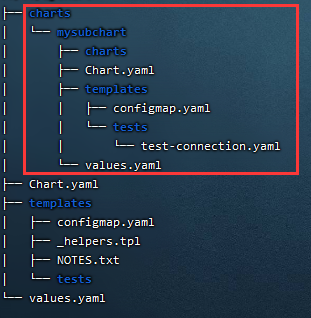 ├── charts
│   └── mysubchart
│       ├── charts
│       ├── Chart.yaml
│       ├── templates
│       │   ├── configmap.yaml
│       │   └── tests
│       │       └── test-connection.yaml
│       └── values.yaml
├── Chart.yaml
├── templates
│   ├── configmap.yaml
│   ├── _helpers.tpl
│   ├── NOTES.txt
│   └── tests
└── values.yaml